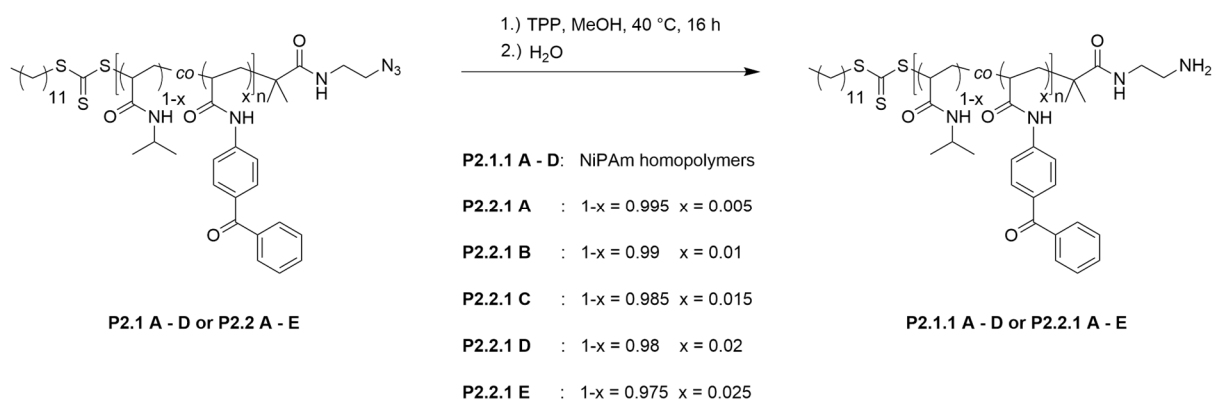 1.) TPP, MeOH, 40 °C, 16 h
2.) H₂O
S S co O N H N₃
11 S 1-x x n
O NH O NH
O
P2.1 A - D or P2.2 A - E
P2.1.1 A - D: NiPAm homopolymers
P2.2.1 A : 1-x = 0.995 x = 0.005
P2.2.1 B : 1-x = 0.99 x = 0.01
P2.2.1 C : 1-x = 0.985 x = 0.015
P2.2.1 D : 1-x = 0.98 x = 0.02
P2.2.1 E : 1-x = 0.975 x = 0.025
S S co O N H NH₂
11 S 1-x x n
O NH O NH
O
P2.1.1 A - D or P2.2.1 A - E